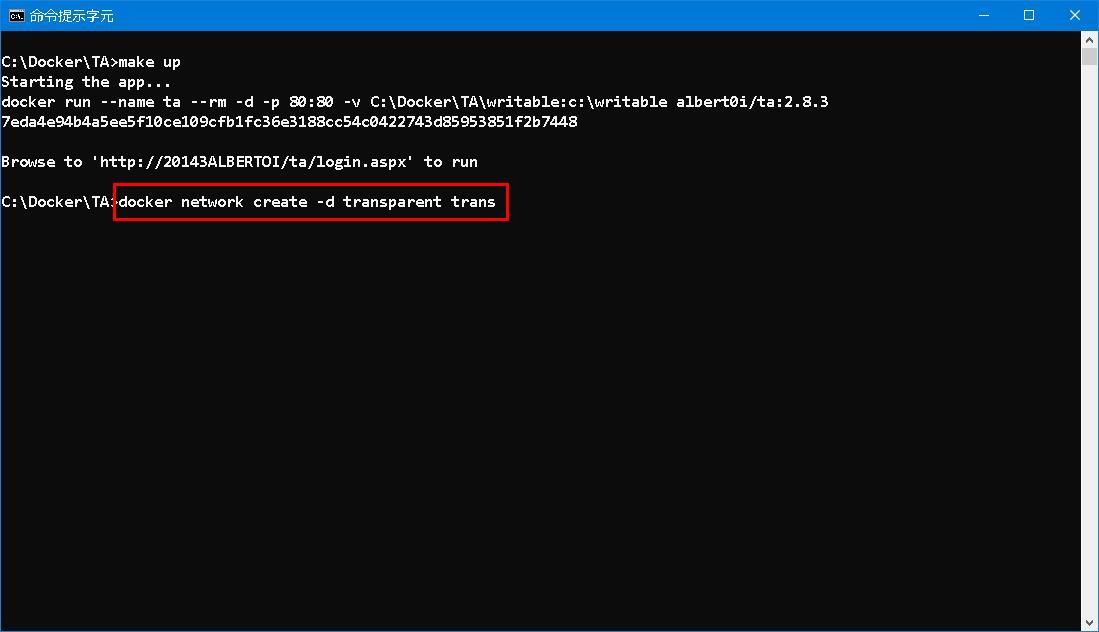 命令提示字元
C:\Docker\TA>make up
Starting the app...
docker run --name ta --rm -d -p 80:80 -v C:\Docker\TA\writable:c:\writable albert0i/ta:2.8.3
7eda4e94b4a5ee5f10ce109cfb1fc36e3188cc54c0422743d85953851f2b7448
Browse to 'http://20143ALBERTOI/ta/login.aspx' to run
C:\Docker\TA>docker network create -d transparent trans